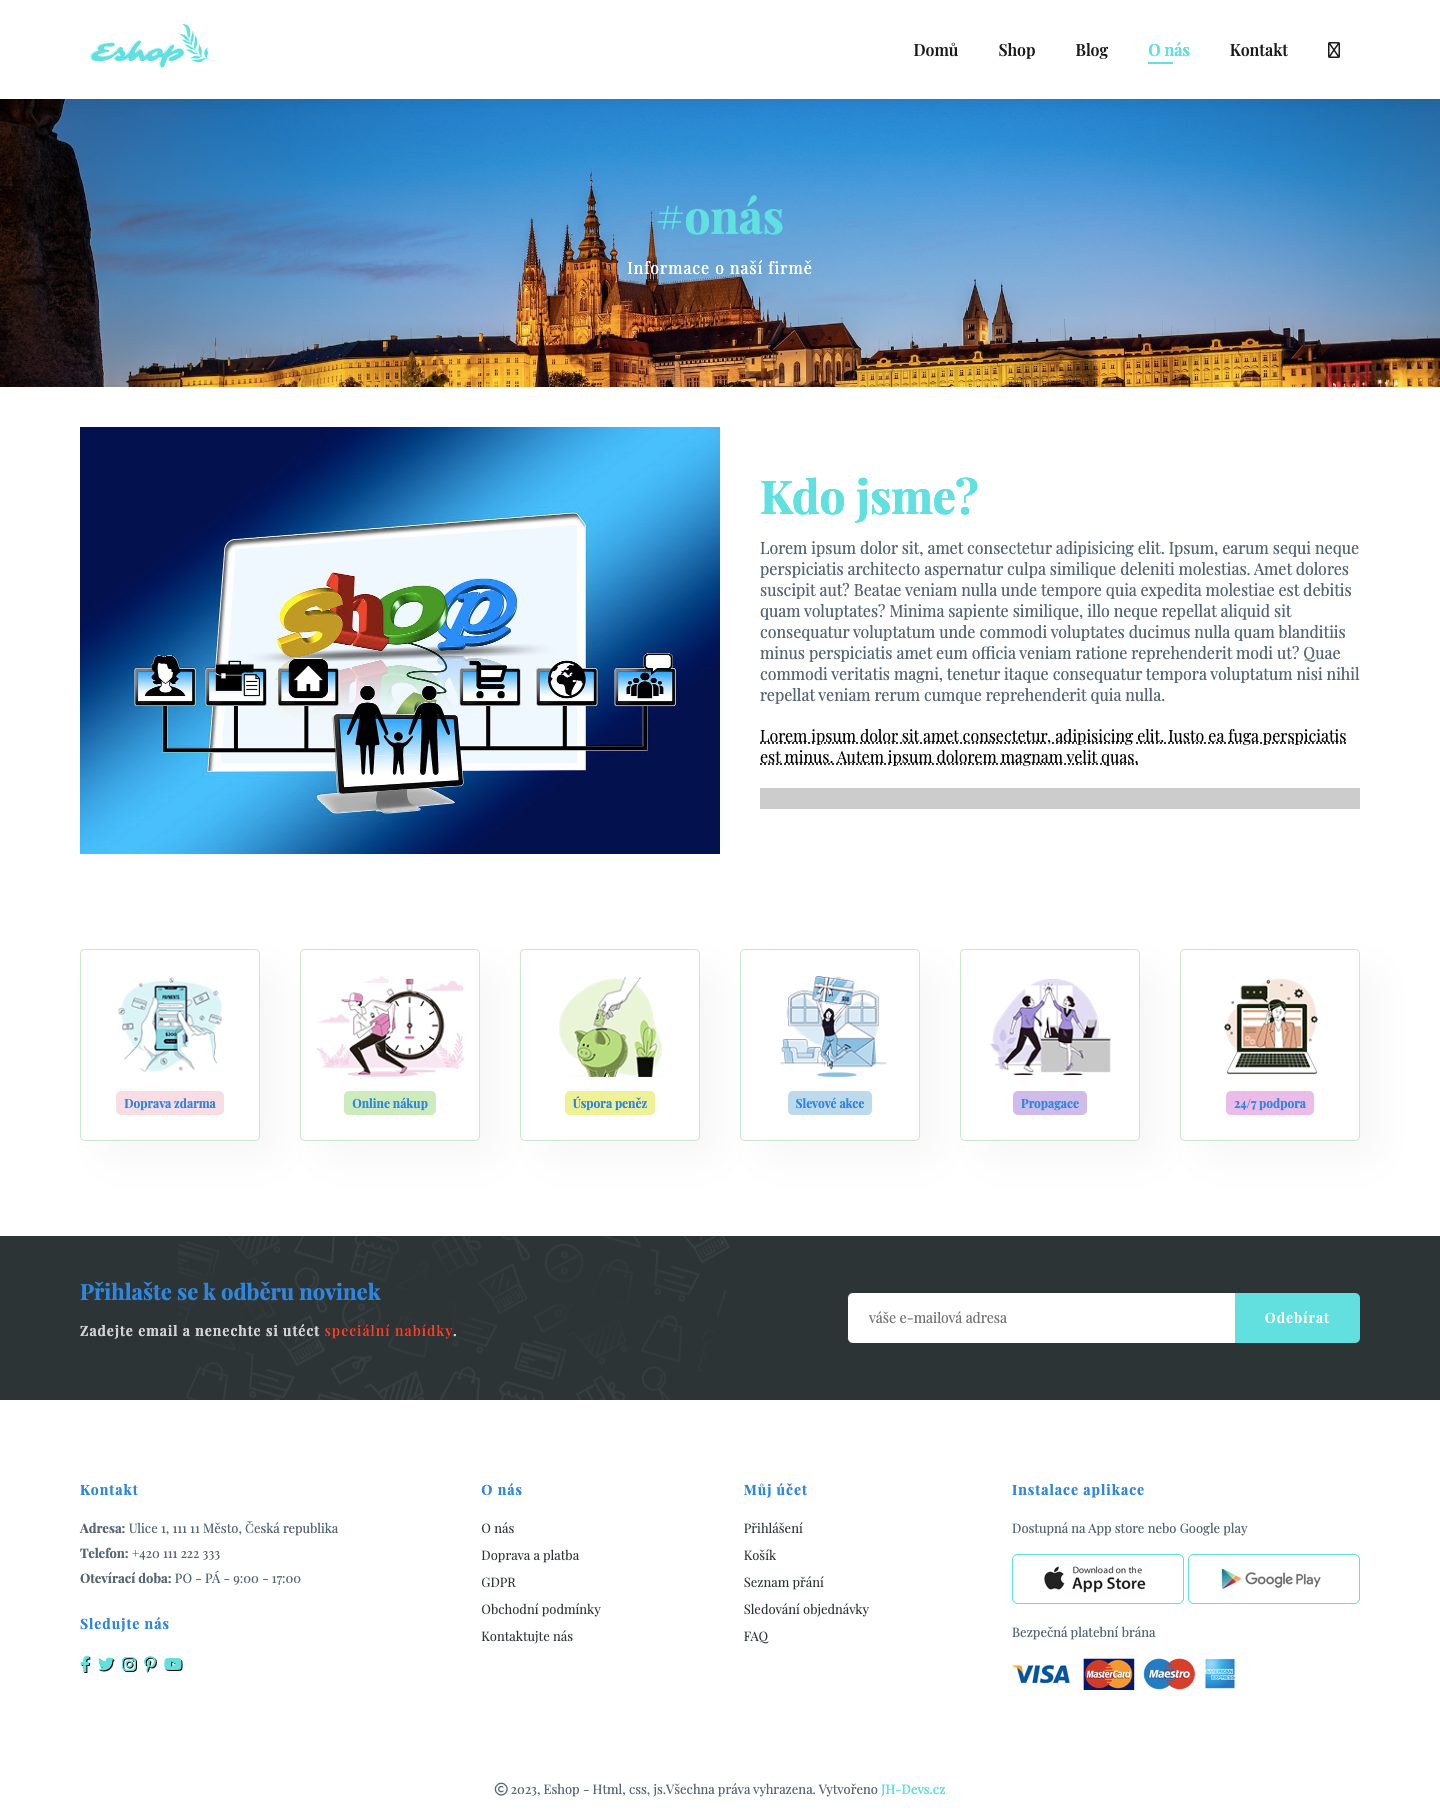 Eshop
Domů Shop Blog O nás Kontakt
#onás
Informace o naší firmě
shop
Kdo jsme?
Lorem ipsum dolor sit, amet consectetur adipisicing elit. Ipsum, earum sequi neque
perspiciatis architecto aspernatur culpa similique deleniti molestias. Amet dolores
suscipit aut? Beatae veniam nulla unde tempore quia expedita molestiae est debitis
quam voluptates? Minima sapiente similique, illo neque repellat aliquid sit
consequatur voluptatum unde commodi voluptates ducimus nulla quam blanditiis
minus perspiciatis amet eum officia veniam ratione reprehenderit modi ut? Quae
commodi veritatis magni, tenetur itaque consequatur tempora voluptatum nisi nihil
repellat veniam rerum cumque reprehenderit quia nulla.
Lorem ipsum dolor sit amet consectetur, adipisicing elit. Iusto ea fuga perspiciatis
est minus. Autem ipsum dolorem magnam velit quas.
PAYMENTS
Doprava zdarma
Online nákup
Úspora peněz
Slevové akce
Propagace
24/7 podpora
Přihlašte se k odběru novinek
Zadejte email a nenechte si utéct speciální nabídky.
váše e-mailová adresa
Odebírat
Kontakt
Adresa: Ulice 1, 111 11 Město, Česká republika
Telefon: +420 111 222 333
Otevírací doba: PO - PÁ - 9:00 - 17:00
Sledujte nás
O nás
O nás
Doprava a platba
GDPR
Obchodní podmínky
Kontaktujte nás
Můj účet
Přihlášení
Košík
Seznam přání
Sledování objednávky
FAQ
Instalace aplikace
Dostupná na App store nebo Google play
Download on the
App Store
Google Play
Bezpečná platební brána
VISA MasterCard Maestro AMERICAN EXPRESS
© 2023, Eshop - Html, css, js.Všechna práva vyhrazena. Vytvořeno JH-Devs.cz